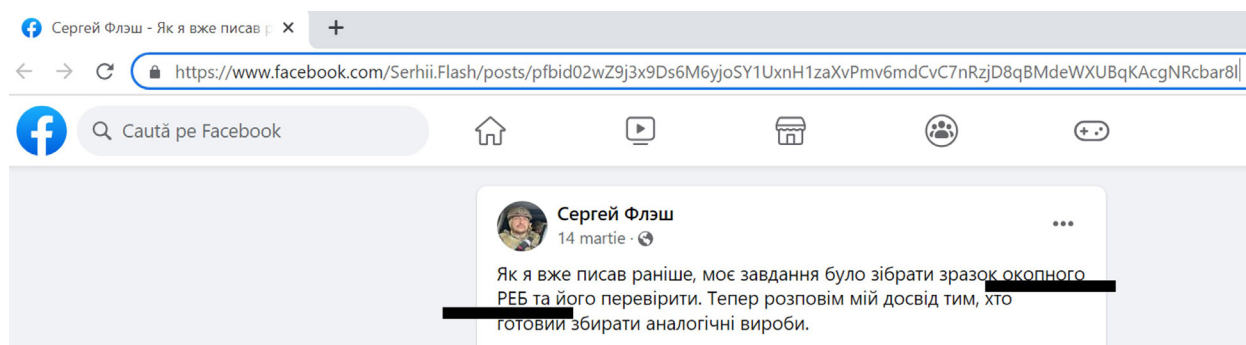 Сергей Флэш - Як я вже писав р
https://www.facebook.com/Serhii.Flash/posts/pfbid02wZ9j3x9Ds6M6yjoSY1UxnH1zaXvPmv6mdCvC7nRzjD8qBMdeWXUBqKAcgNRcbar8l
Caută pe Facebook
Сергей Флэш
14 martie ·
Як я вже писав раніше, моє завдання було зібрати зразок окопного
РЕБ та його перевірити. Тепер розповім мій досвід тим, хто
готовий збирати аналогічні вироби.